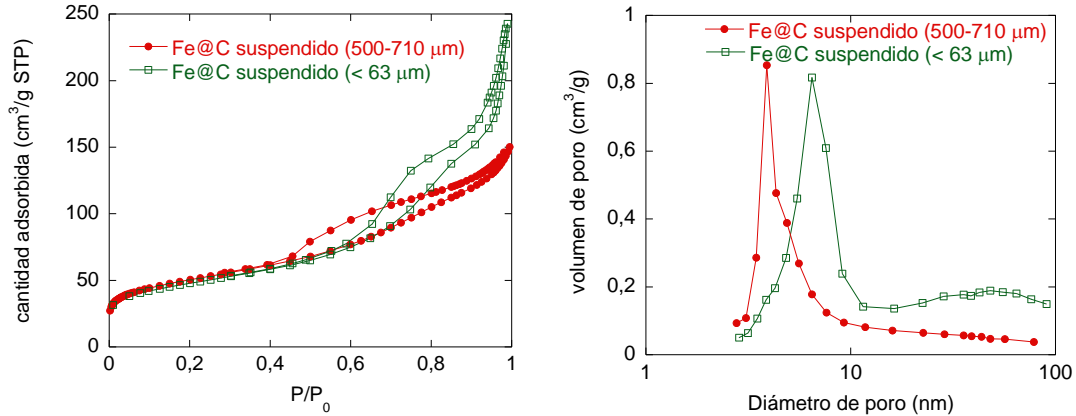 cantidad adsorbida (cm³/g STP)
250
200
150
100
50
0
Fe@C suspendido (500-710 µm)
Fe@C suspendido (< 63 µm)
0
0,2
0,4
0,6
0,8
1
P/P₀
volumen de poro (cm³/g)
1
0,8
0,6
0,4
0,2
0
Fe@C suspendido (500-710 µm)
Fe@C suspendido (< 63 µm)
1
10
100
Diámetro de poro (nm)